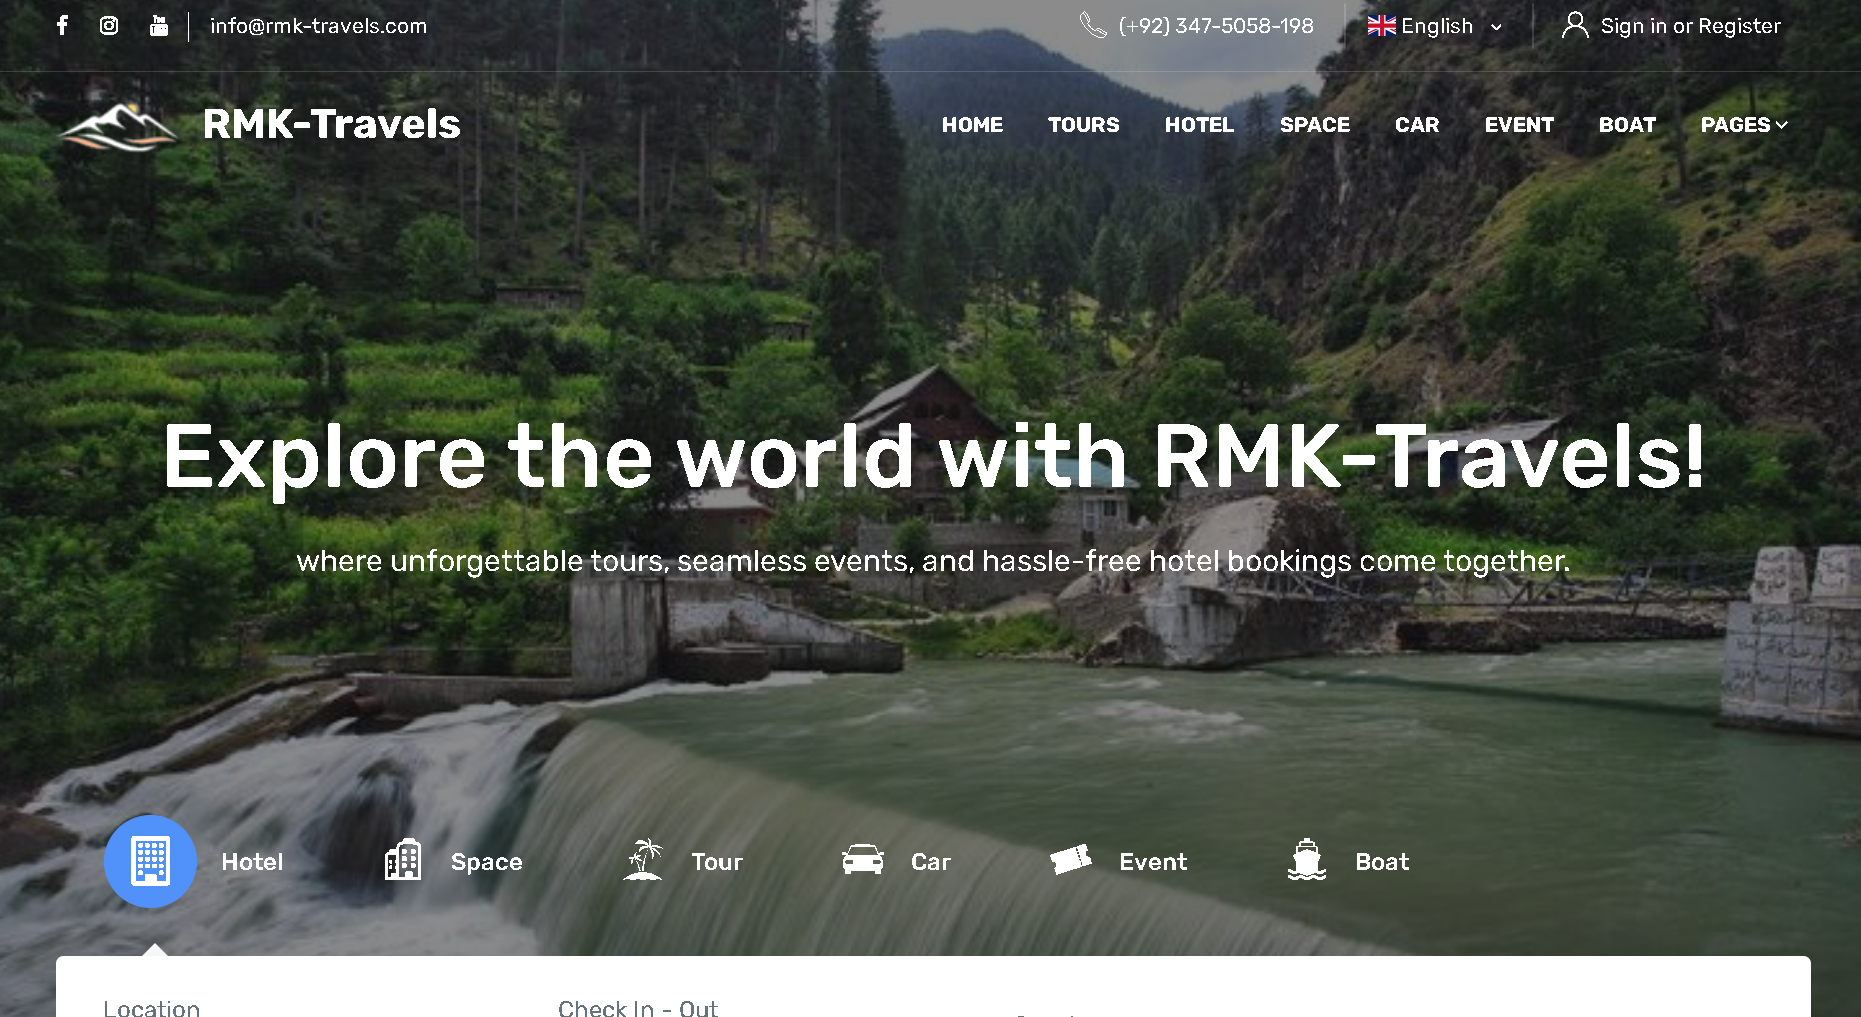 info@rmk-travels.com
(+92) 347-5058-198
English
Sign in or Register
RMK-Travels
HOME TOURS HOTEL SPACE CAR EVENT BOAT PAGES
Explore the world with RMK-Travels!
where unforgettable tours, seamless events, and hassle-free hotel bookings come together.
Hotel Space Tour Car Event Boat
Location
Check In - Out